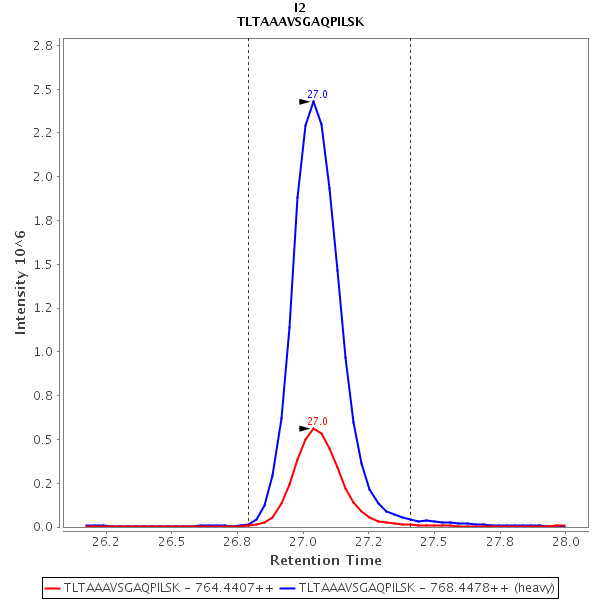 I2
TLTAAAVSGAQPILSK
2.8
2.5
2.2
2.0
1.8
1.5
1.2
1.0
0.8
0.5
0.2
0.0
Intensity 10^6
27.0
27.0
26.2 26.5 26.8 27.0 27.2 27.5 27.8 28.0
Retention Time
TLTAAAVSGAQPILSK - 764.4407++ TLTAAAVSGAQPILSK - 768.4478++ (heavy)